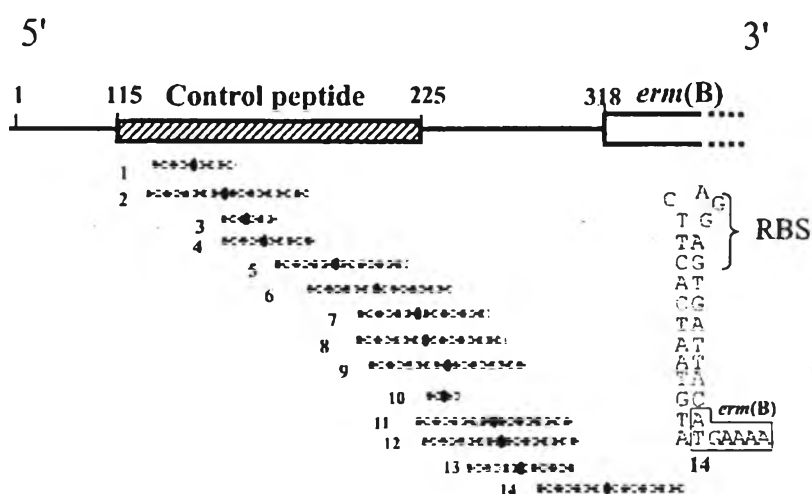 5' 3'
1 115 Control peptide 225 318 erm(B)
1
2
3
4
5
6
7
8
9
10
11
12
13
14
A
C G
T G
T A
C G
A T
C G
T A
A T
A T
T A
G C
T A
A TGAAAA
RBS
erm(B)
14